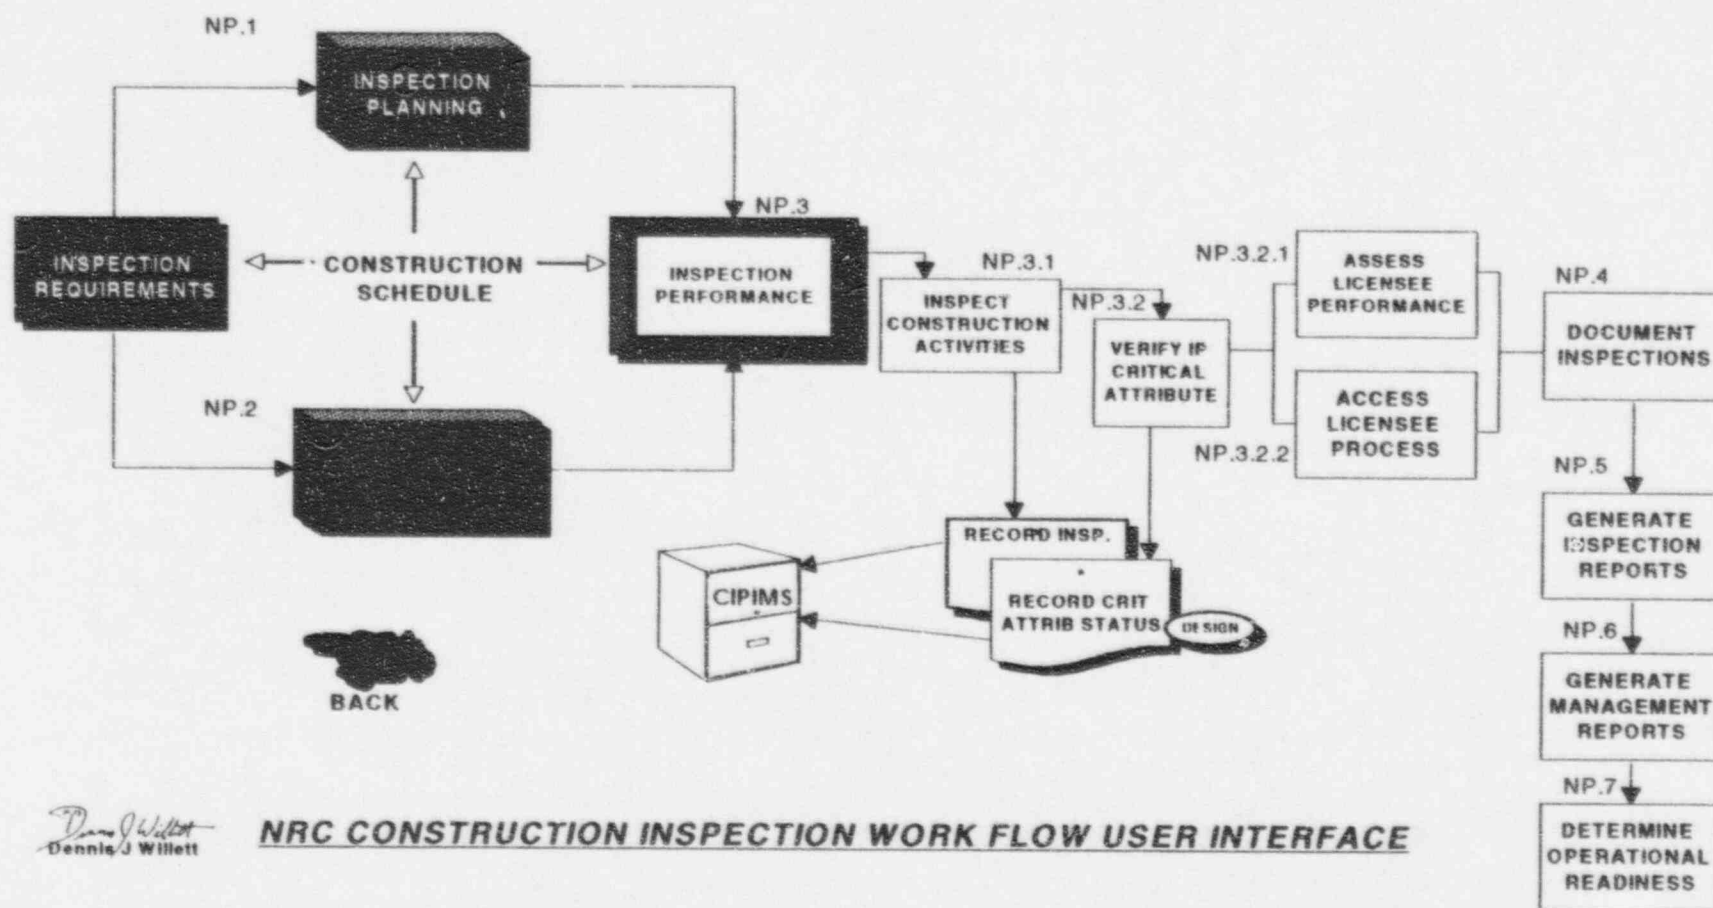 NP.1
INSPECTION
PLANNING
INSPECTION
REQUIREMENTS
CONSTRUCTION
SCHEDULE
NP.2
NP.3
INSPECTION
PERFORMANCE
NP.3.1
INSPECT
CONSTRUCTION
ACTIVITIES
NP.3.2
VERIFY IP
CRITICAL
ATTRIBUTE
NP.3.2.1
ASSESS
LICENSEE
PERFORMANCE
ACCESS
LICENSEE
PROCESS
NP.3.2.2
NP.4
DOCUMENT
INSPECTIONS
NP.5
GENERATE
INSPECTION
REPORTS
NP.6
GENERATE
MANAGEMENT
REPORTS
NP.7
DETERMINE
OPERATIONAL
READINESS
RECORD INSP.
RECORD CRIT
ATTRIB STATUS
DESIGN
CIPIMS
BACK
Dennis J Willett
Dennis J Willett
NRC CONSTRUCTION INSPECTION WORK FLOW USER INTERFACE